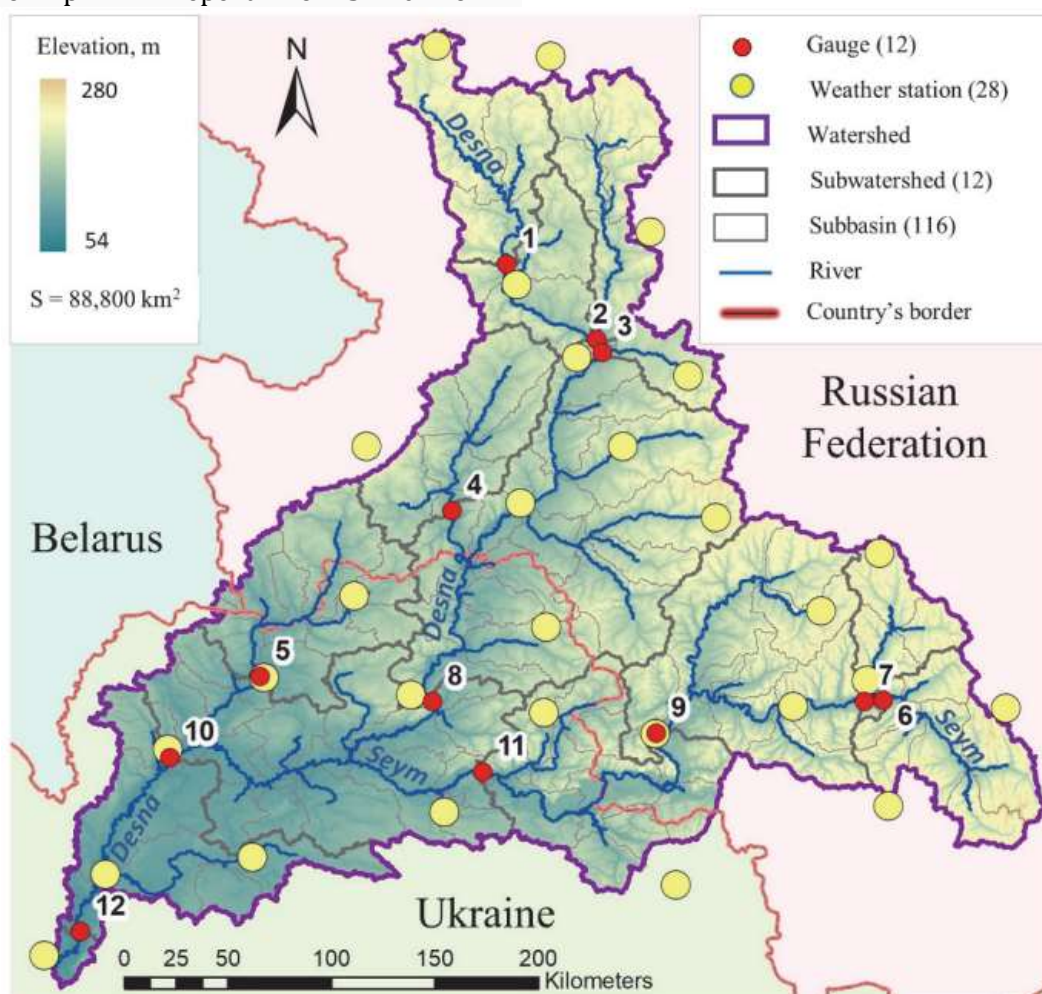 Elevation, m
280
54
S = 88,800 km²
N
Gauge (12)
Weather station (28)
Watershed
Subwatershed (12)
Subbasin (116)
River
Country's border
Desna
1
2 3
Russian
Federation
4
Belarus
Desna
5
8
7
9
6
10
11
Seym
Seym
Desna
12
Ukraine
0 25 50 100 150 200
Kilometers